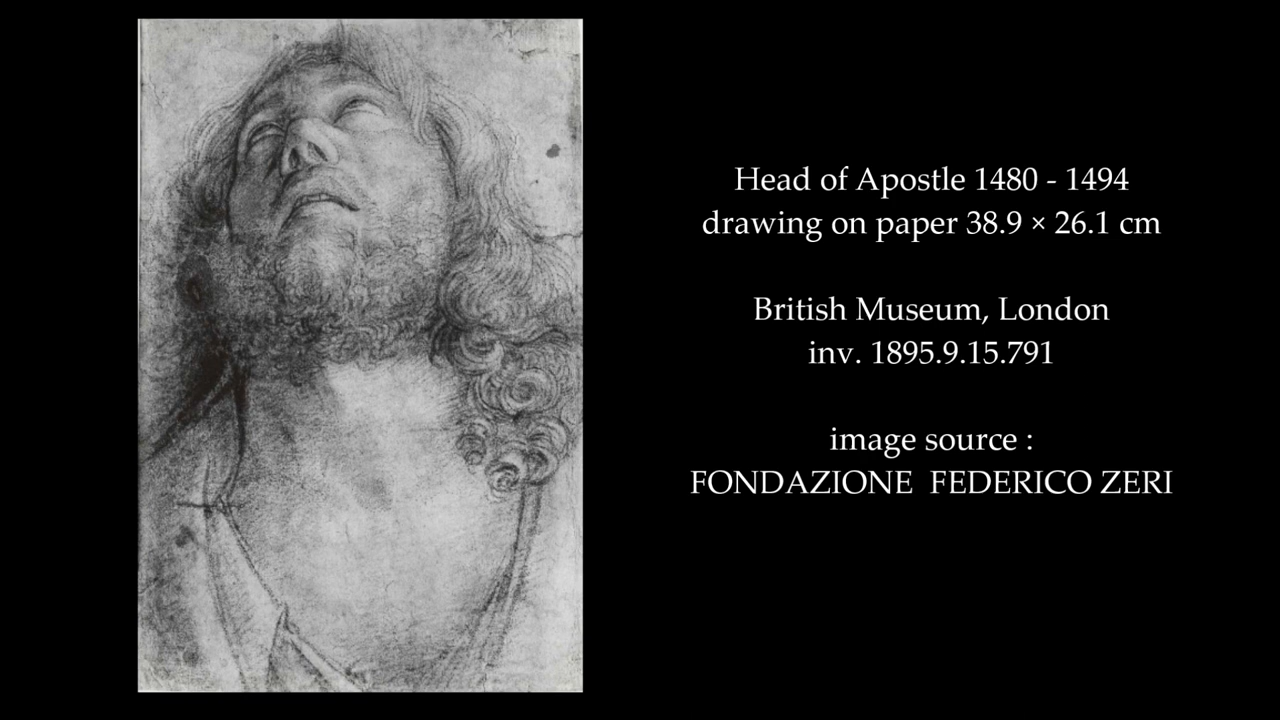 Head of Apostle 1480 - 1494
drawing on paper 38.9 × 26.1 cm
British Museum, London
inv. 1895.9.15.791
image source :
FONDAZIONE FEDERICO ZERI